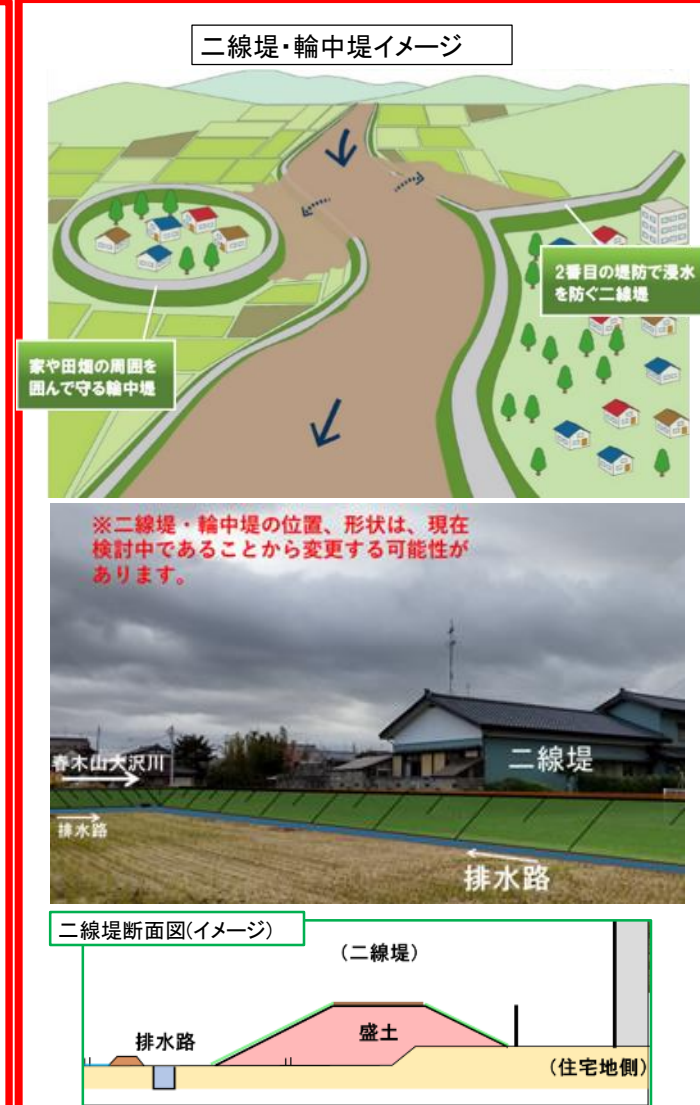 二線堤・輪中堤イメージ
2番目の堤防で浸水
を防ぐ二線堤
家や田畑の周囲を
囲んで守る輪中堤
※二線堤・輪中堤の位置、形状は、現在
検討中であることから変更する可能性が
あります。
春木山大沢川
二線堤
排水路
排水路
二線堤断面図(イメージ)
(二線堤)
排水路
盛土
(住宅地側)